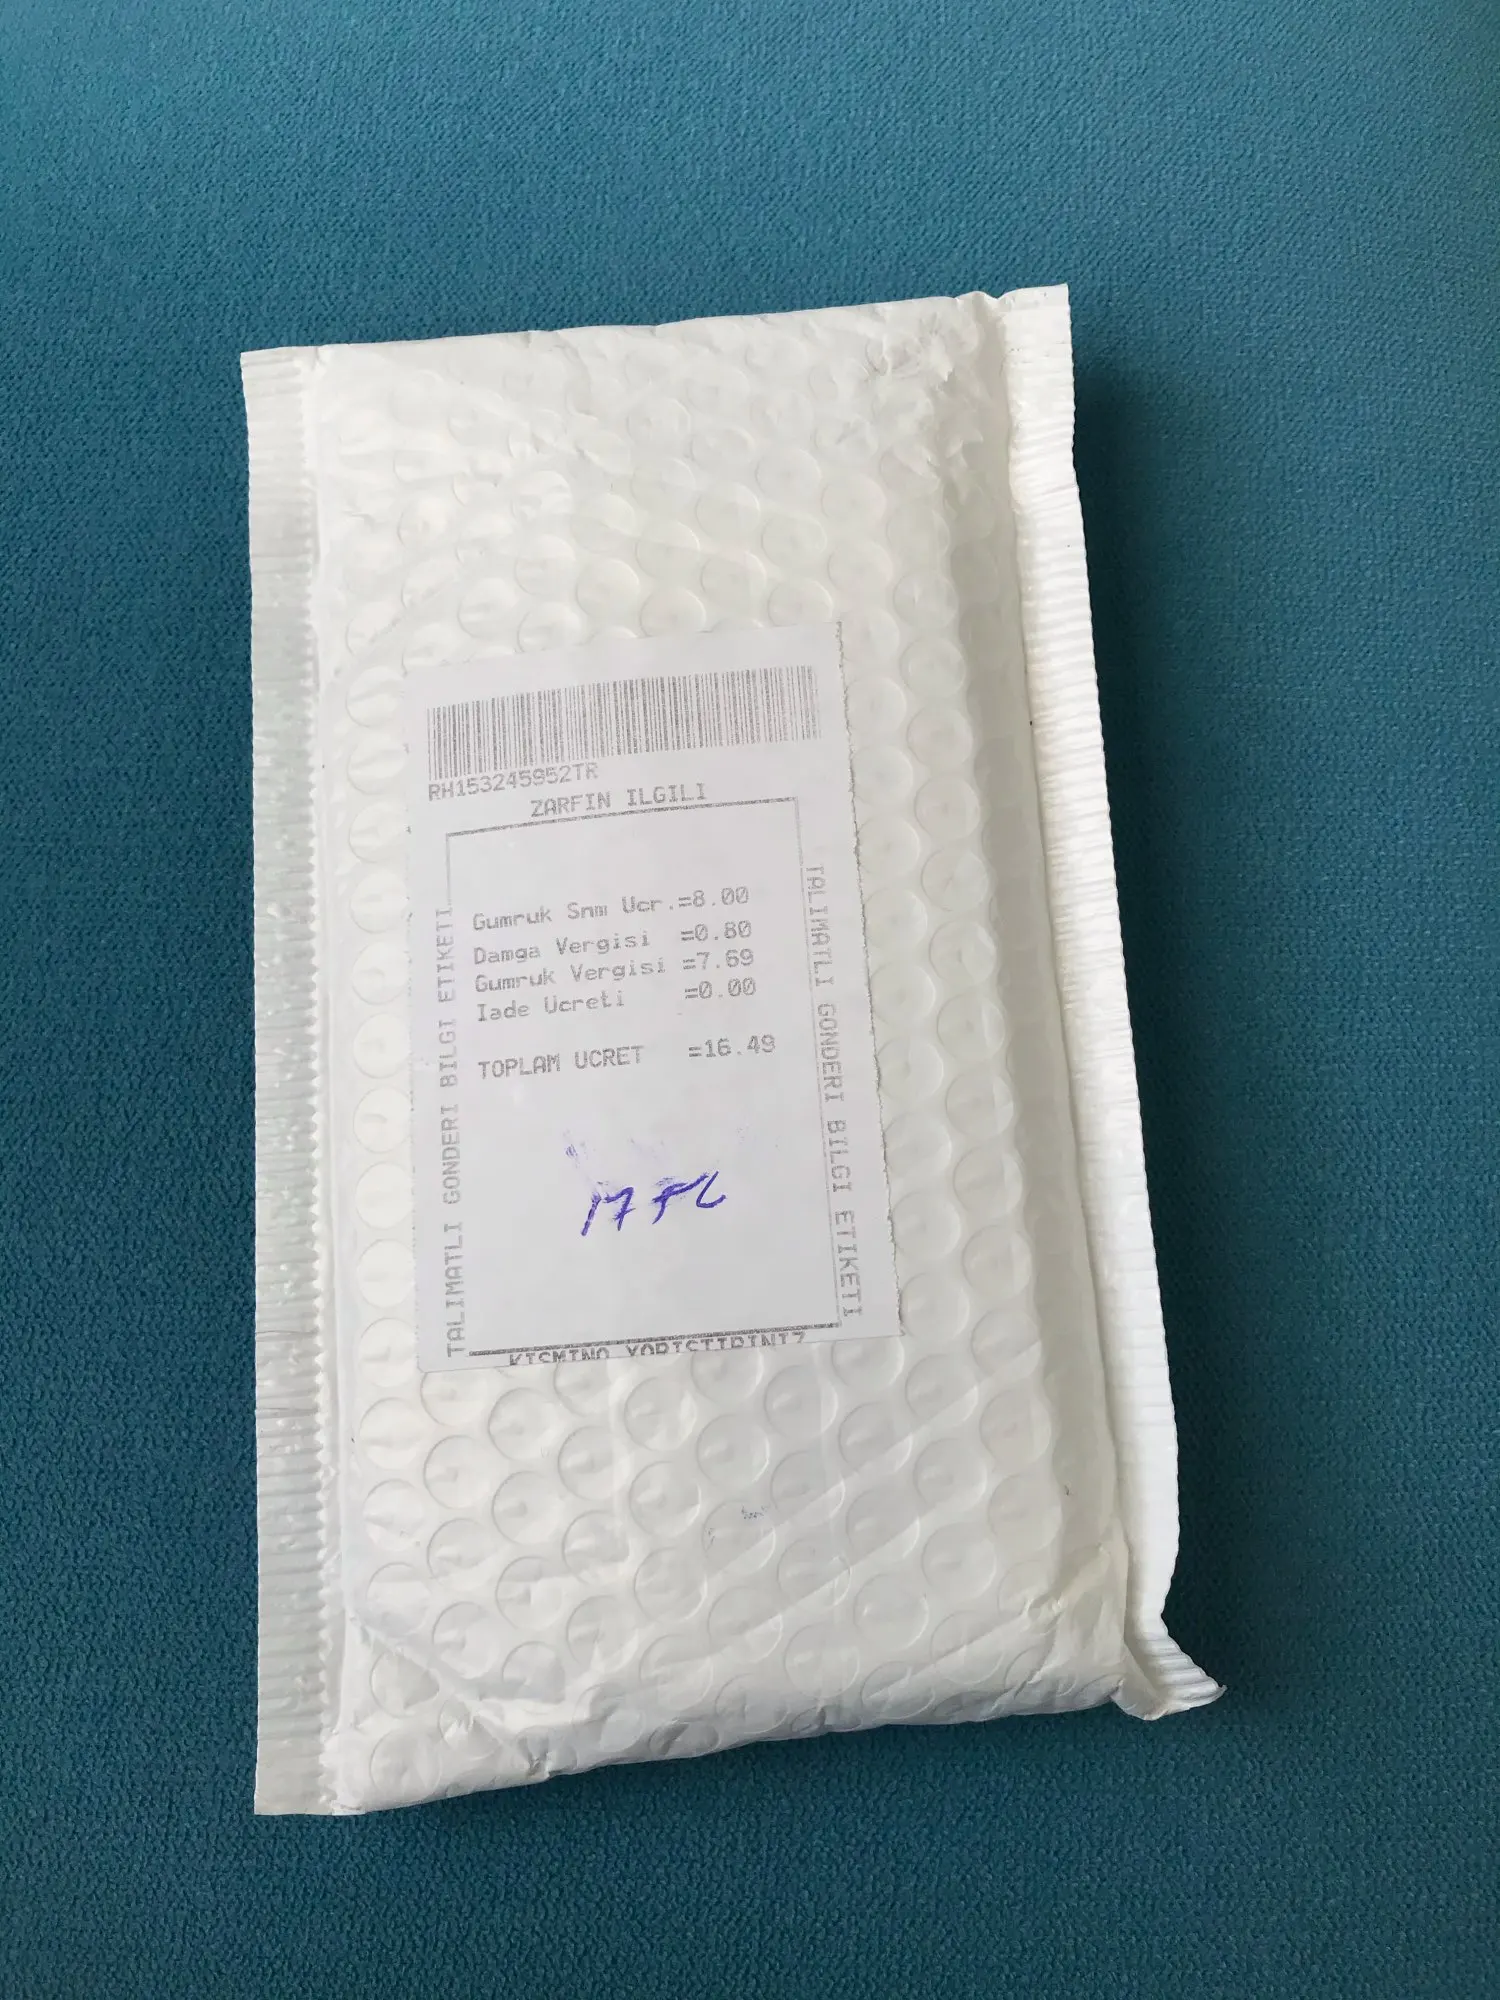 RH153245952TR
ZARFIN ILGILI
Gumruk Snm Ucr.=8.00
Damga Vergisi =0.80
Gumruk Vergisi =7.69
Iade Ucreti =0.00
TOPLAM UCRET =16.49
17 TL
TALIMATLI GONDERI BILGI ETIKETI
TALIMATLI GONDERI BILGI ETIKETI